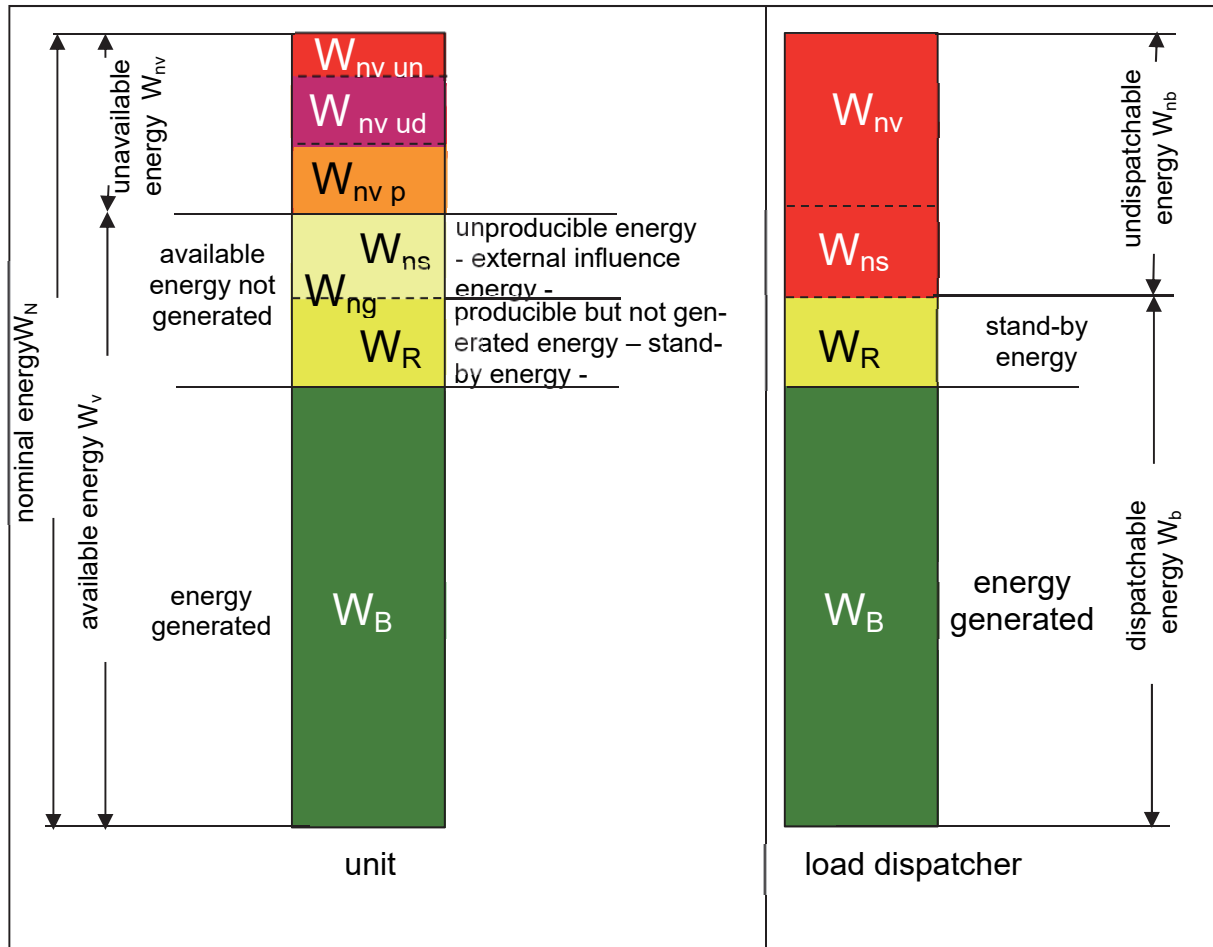 nominal energyW_N
unavailable
energy W_nv
available energy W_v
available
energy not
generated
energy
generated
W_nv un
W_nv ud
W_nv p
W_ns
W_ng
W_R
W_B
unproducible energy
- external influence
energy -
producible but not gen-
erated energy – stand-
by energy -
unit
W_nv
W_ns
W_R
W_B
stand-by
energy
energy
generated
undispatchable
energy W_nb
dispatchable
energy W_b
load dispatcher